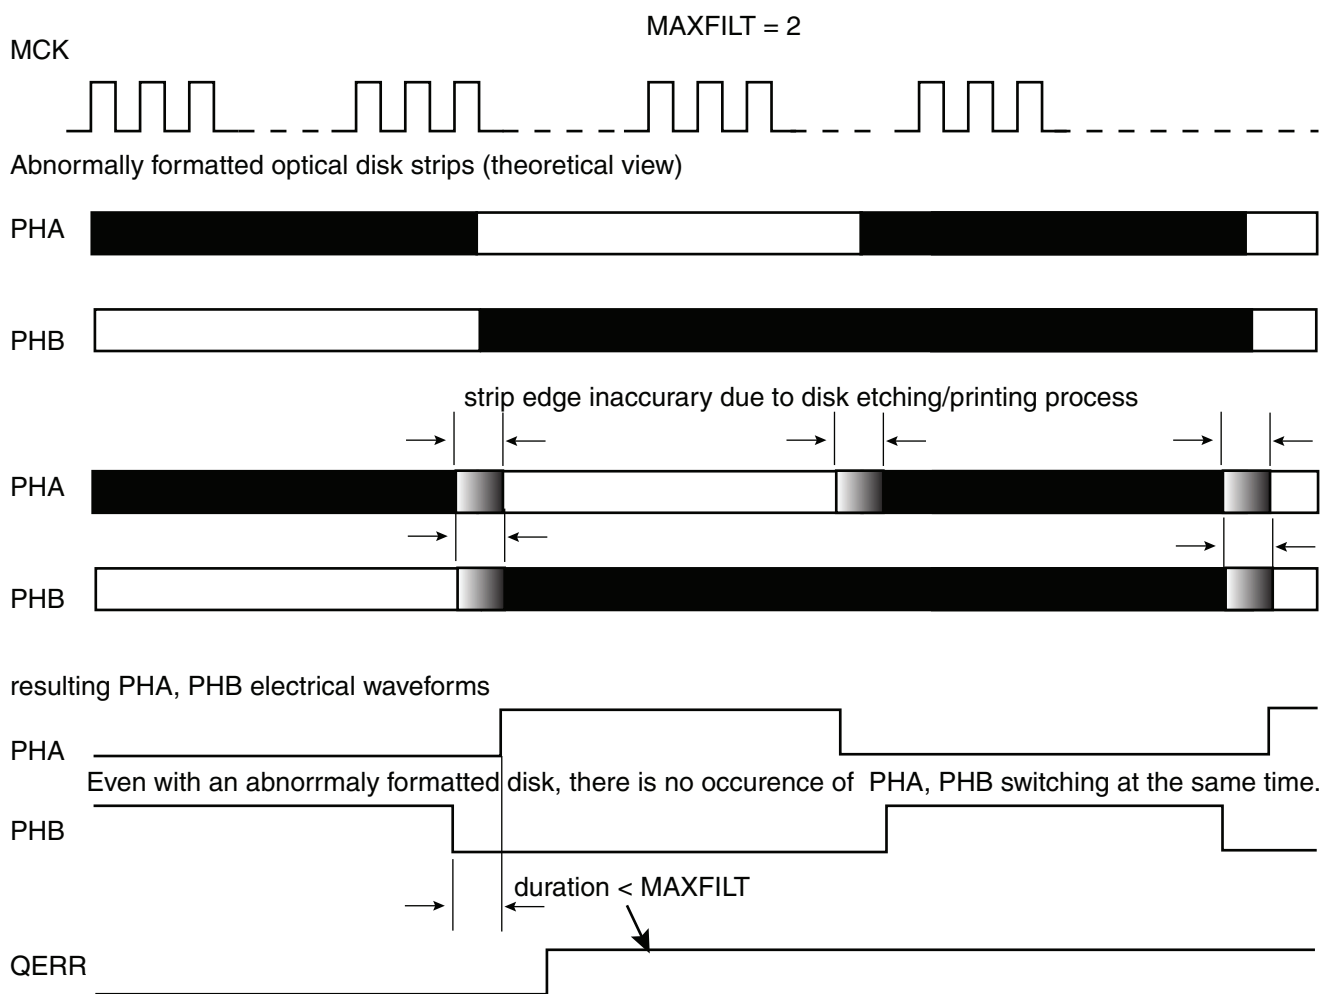 MAXFILT = 2
MCK
Abnormally formatted optical disk strips (theoretical view)
PHA
PHB
strip edge inaccurary due to disk etching/printing process
PHA
PHB
resulting PHA, PHB electrical waveforms
PHA
Even with an abnorrmaly formatted disk, there is no occurence of PHA, PHB switching at the same time.
PHB
duration < MAXFILT
QERR